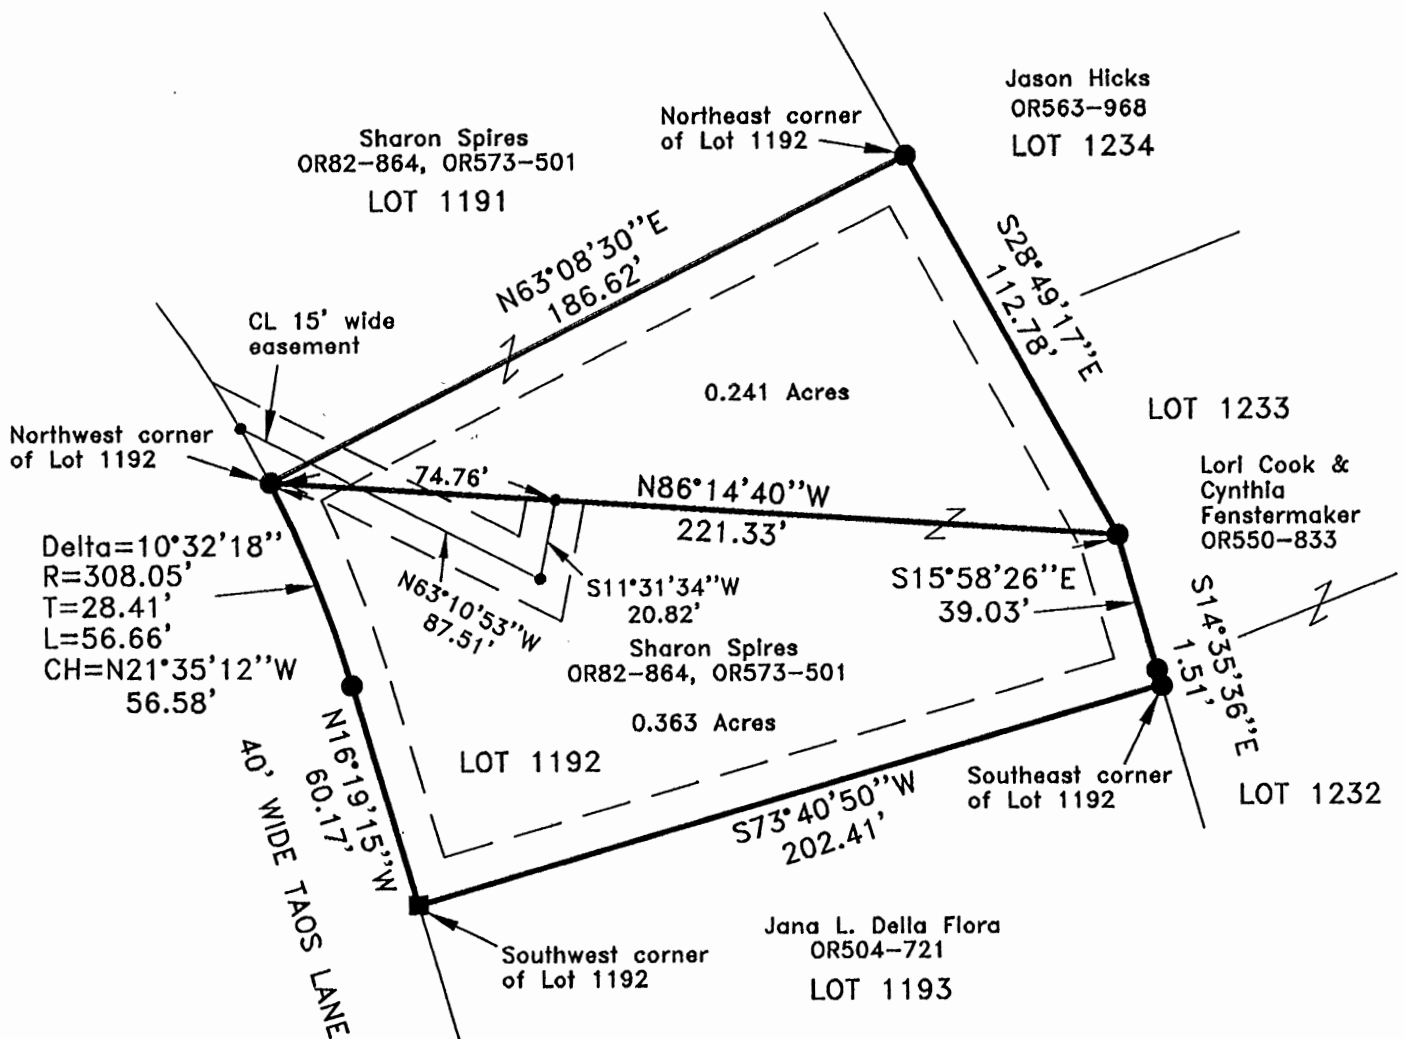 Jason Hicks
OR563-968
LOT 1234
Northeast corner
of Lot 1192
Sharon Spires
OR82-864, OR573-501
LOT 1191
N63°08'30"E
186.62'
S28°49'17"E
112.78'
CL 15' wide
easement
0.241 Acres
LOT 1233
Northwest corner
of Lot 1192
74.76'
N86°14'40"W
221.33'
Lori Cook &
Cynthia
Fenstermaker
OR550-833
Delta=10°32'18"
R=308.05'
T=28.41'
L=56.66'
CH=N21°35'12"W
56.58'
N63°10'53"W
87.51'
S11°31'34"W
20.82'
S15°58'26"E
39.03'
S14°35'36"E
1.51'
Sharon Spires
OR82-864, OR573-501
0.363 Acres
LOT 1192
N16°19'15"W
60.17'
40' WIDE TAOS LANE
S73°40'50"W
202.41'
Southeast corner
of Lot 1192
LOT 1232
Southwest corner
of Lot 1192
Jana L. Della Flora
OR504-721
LOT 1193